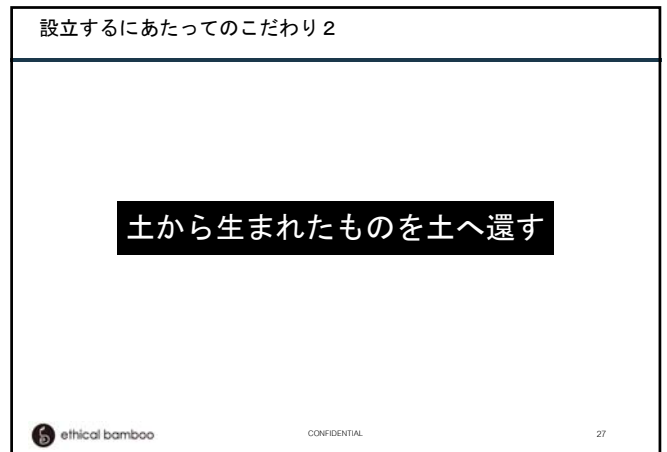 設立するにあたってのこだわり２
土から生まれたものを土へ還す
ethical bamboo
CONFIDENTIAL
27